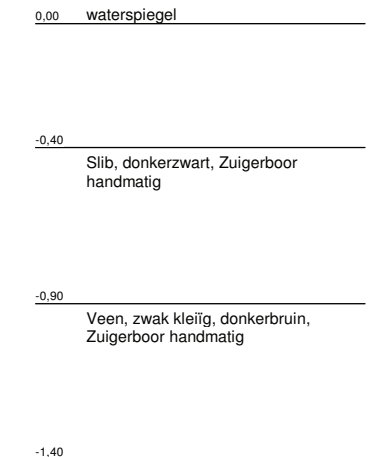 0,00 waterspiegel
-0,40
Slib, donkerzwart, Zuigerboor
handmatig
-0,90
Veen, zwak kleiïg, donkerbruin,
Zuigerboor handmatig
-1,40